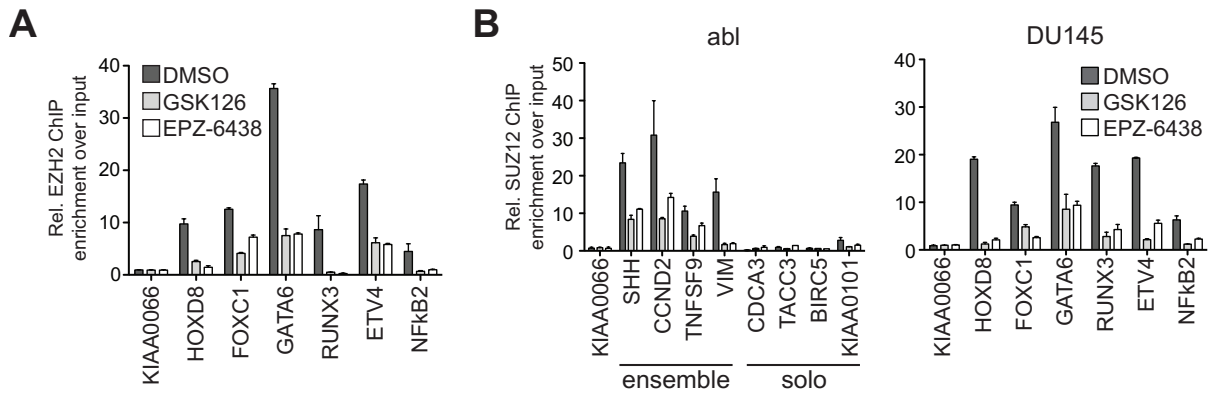 A
Rel. EZH2 ChIP
enrichment over input
40
30
20
10
0
DMSO
GSK126
EPZ-6438
KIAA0066
HOXD8
FOXC1
GATA6
RUNX3
ETV4
NFkB2
B
abl
Rel. SUZ12 ChIP
enrichment over input
50
40
30
20
10
0
KIAA0066
SHH
CCND2
TNFSF9
VIM
CDCA3
TACC3
BIRC5
KIAA0101
ensemble
solo
DU145
40
30
20
10
0
DMSO
GSK126
EPZ-6438
KIAA0066
HOXD8
FOXC1
GATA6
RUNX3
ETV4
NFkB2